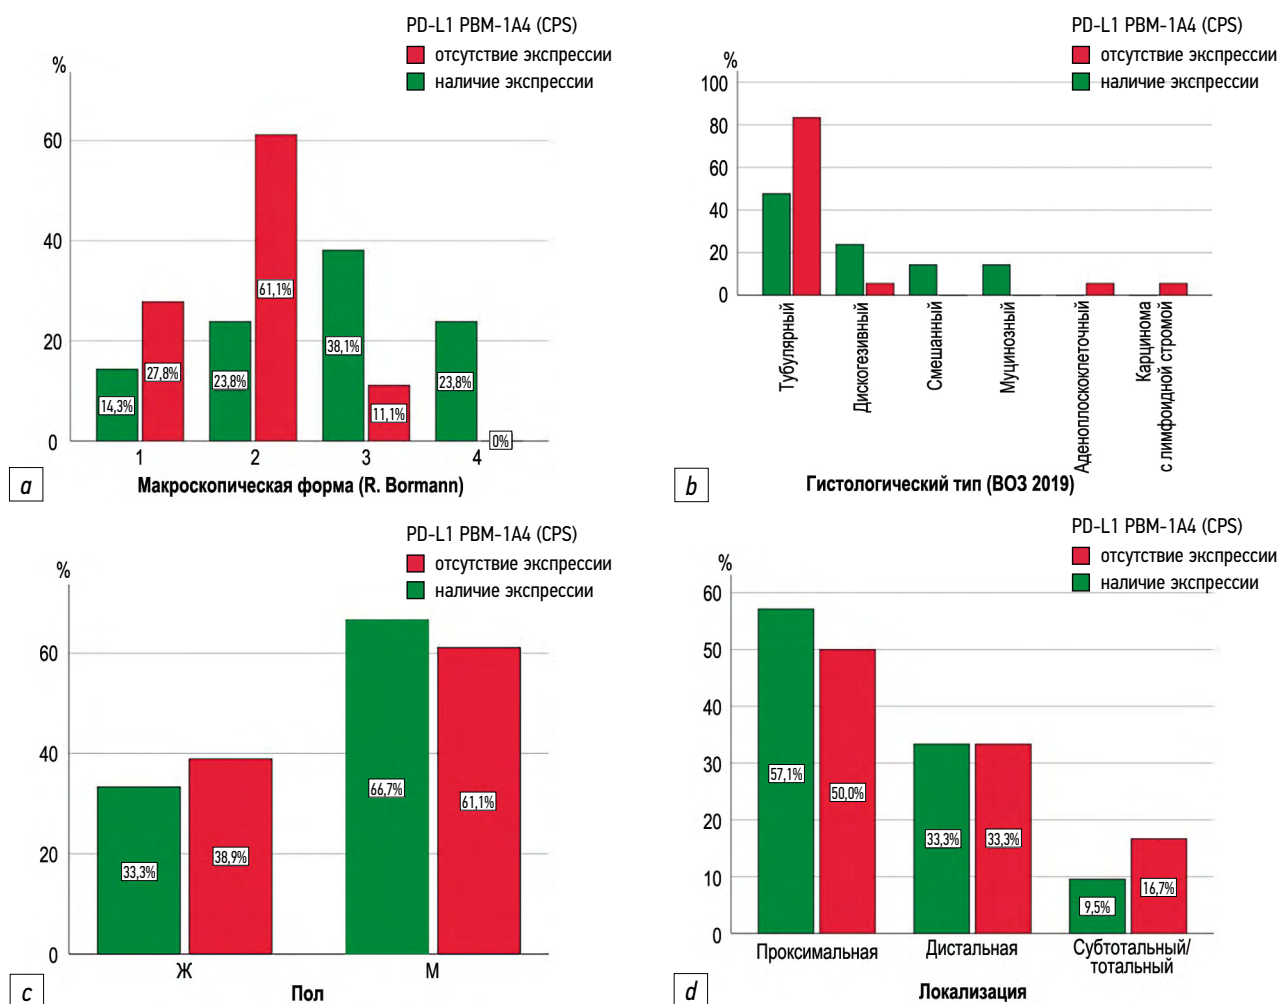 PD-L1 PBM-1A4 (CPS)
отсутствие экспрессии
наличие экспрессии
%
60
40
20
0
14,3%
27,8%
23,8%
61,1%
38,1%
11,1%
23,8%
0%
1 2 3 4
a
Макроскопическая форма (R. Bormann)
PD-L1 PBM-1A4 (CPS)
отсутствие экспрессии
наличие экспрессии
%
100
80
60
40
20
0
Тубулярный
Дискогезивный
Смешанный
Муцинозный
Аденоплоскоклеточный
Карцинома
с лимфоидной стромой
b
Гистологический тип (ВОЗ 2019)
PD-L1 PBM-1A4 (CPS)
отсутствие экспрессии
наличие экспрессии
%
60
40
20
0
33,3%
38,9%
66,7%
61,1%
Ж М
c
Пол
PD-L1 PBM-1A4 (CPS)
отсутствие экспрессии
наличие экспрессии
%
60
50
40
30
20
10
0
57,1%
50,0%
33,3%
33,3%
9,5%
16,7%
Проксимальная
Дистальная
Субтотальный/
тотальный
d
Локализация